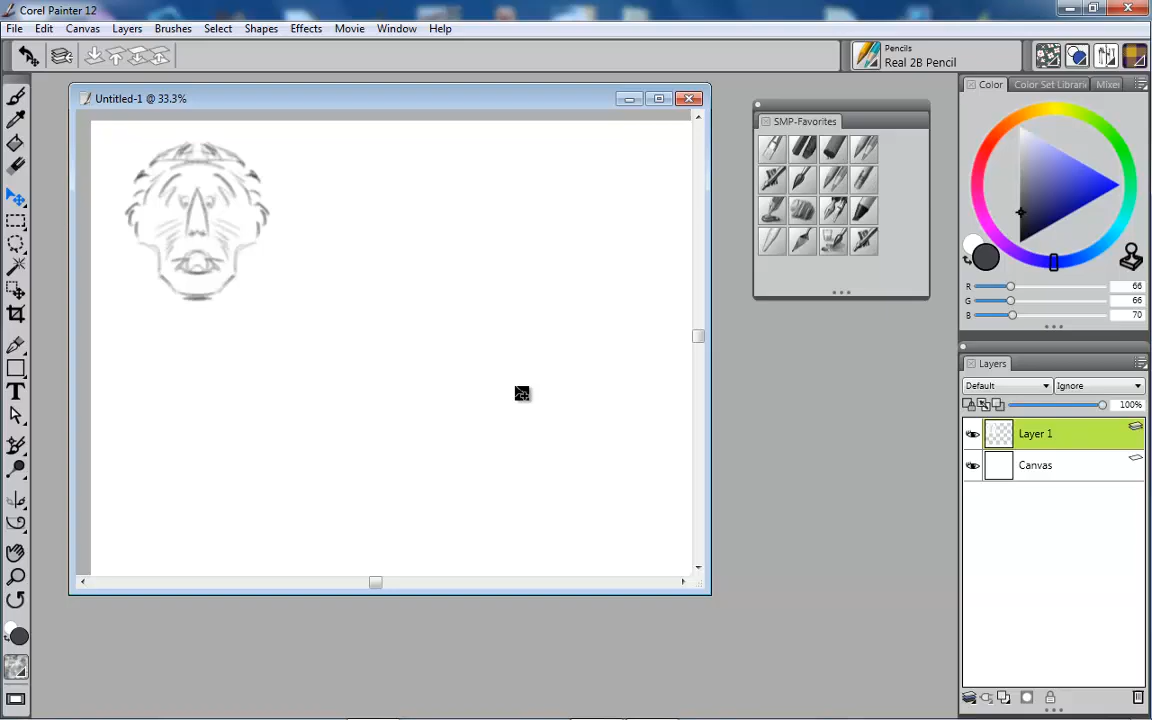 Corel Painter 12
File Edit Canvas Layers Brushes Select Shapes Effects Movie Window Help
Pencils
Real 2B Pencil
Color Color Set Librari Mixer
Untitled-1 @ 33.3%
SMP-Favorites
R 66
G 66
B 70
Layers
Default Ignore
100%
Layer 1
Canvas